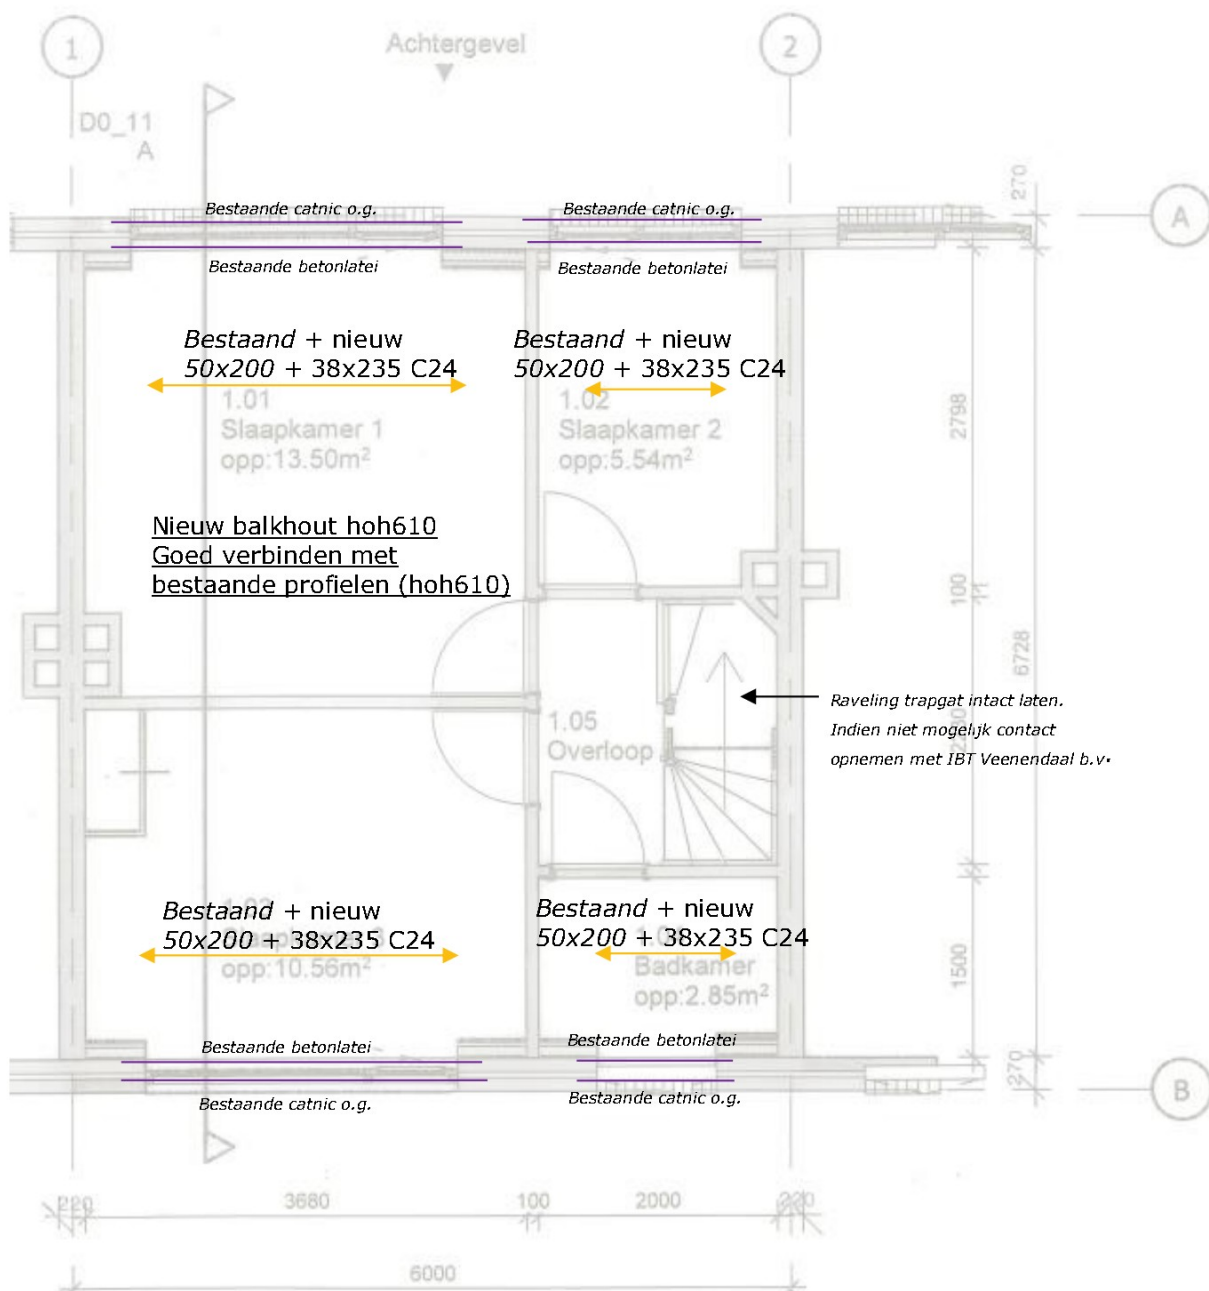 1
Achtergevel
2
D0_11
A
270
A
Bestaande catnic o.g.
Bestaande catnic o.g.
Bestaande betonlatei
Bestaande betonlatei
Bestaand + nieuw
50x200 + 38x235 C24
Bestaand + nieuw
50x200 + 38x235 C24
1.01
Slaapkamer 1
opp:13.50m²
1.02
Slaapkamer 2
opp:5.54m²
2798
Nieuw balkhout hoh610
Goed verbinden met
bestaande profielen (hoh610)
100
6728
Raveling trapgat intact laten.
Indien niet mogelijk contact
opnemen met IBT Veenendaal b.v.
1.05
Overloop
Bestaand + nieuw
50x200 + 38x235 C24
opp:10.56m²
Bestaand + nieuw
50x200 + 38x235 C24
Badkamer
opp:2.85m²
1500
Bestaande betonlatei
Bestaande betonlatei
Bestaande catnic o.g.
Bestaande catnic o.g.
270
B
220
3680
100
2000
220
6000